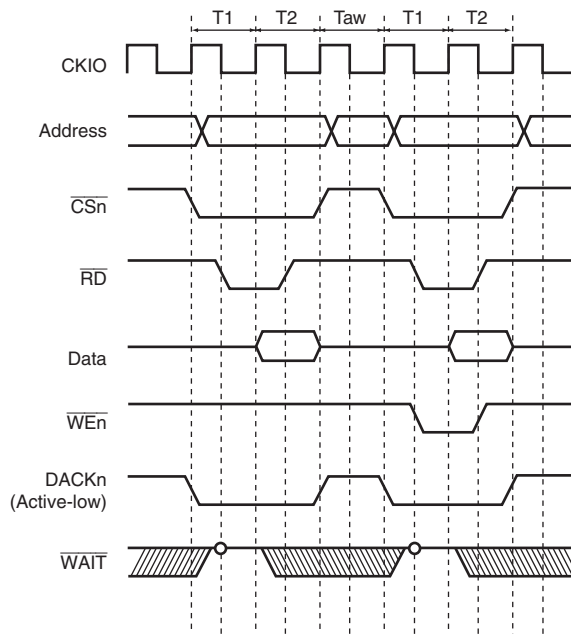 T1 T2 Taw T1 T2
CKIO
Address
CSn
RD
Data
WEn
DACKn
(Active-low)
WAIT